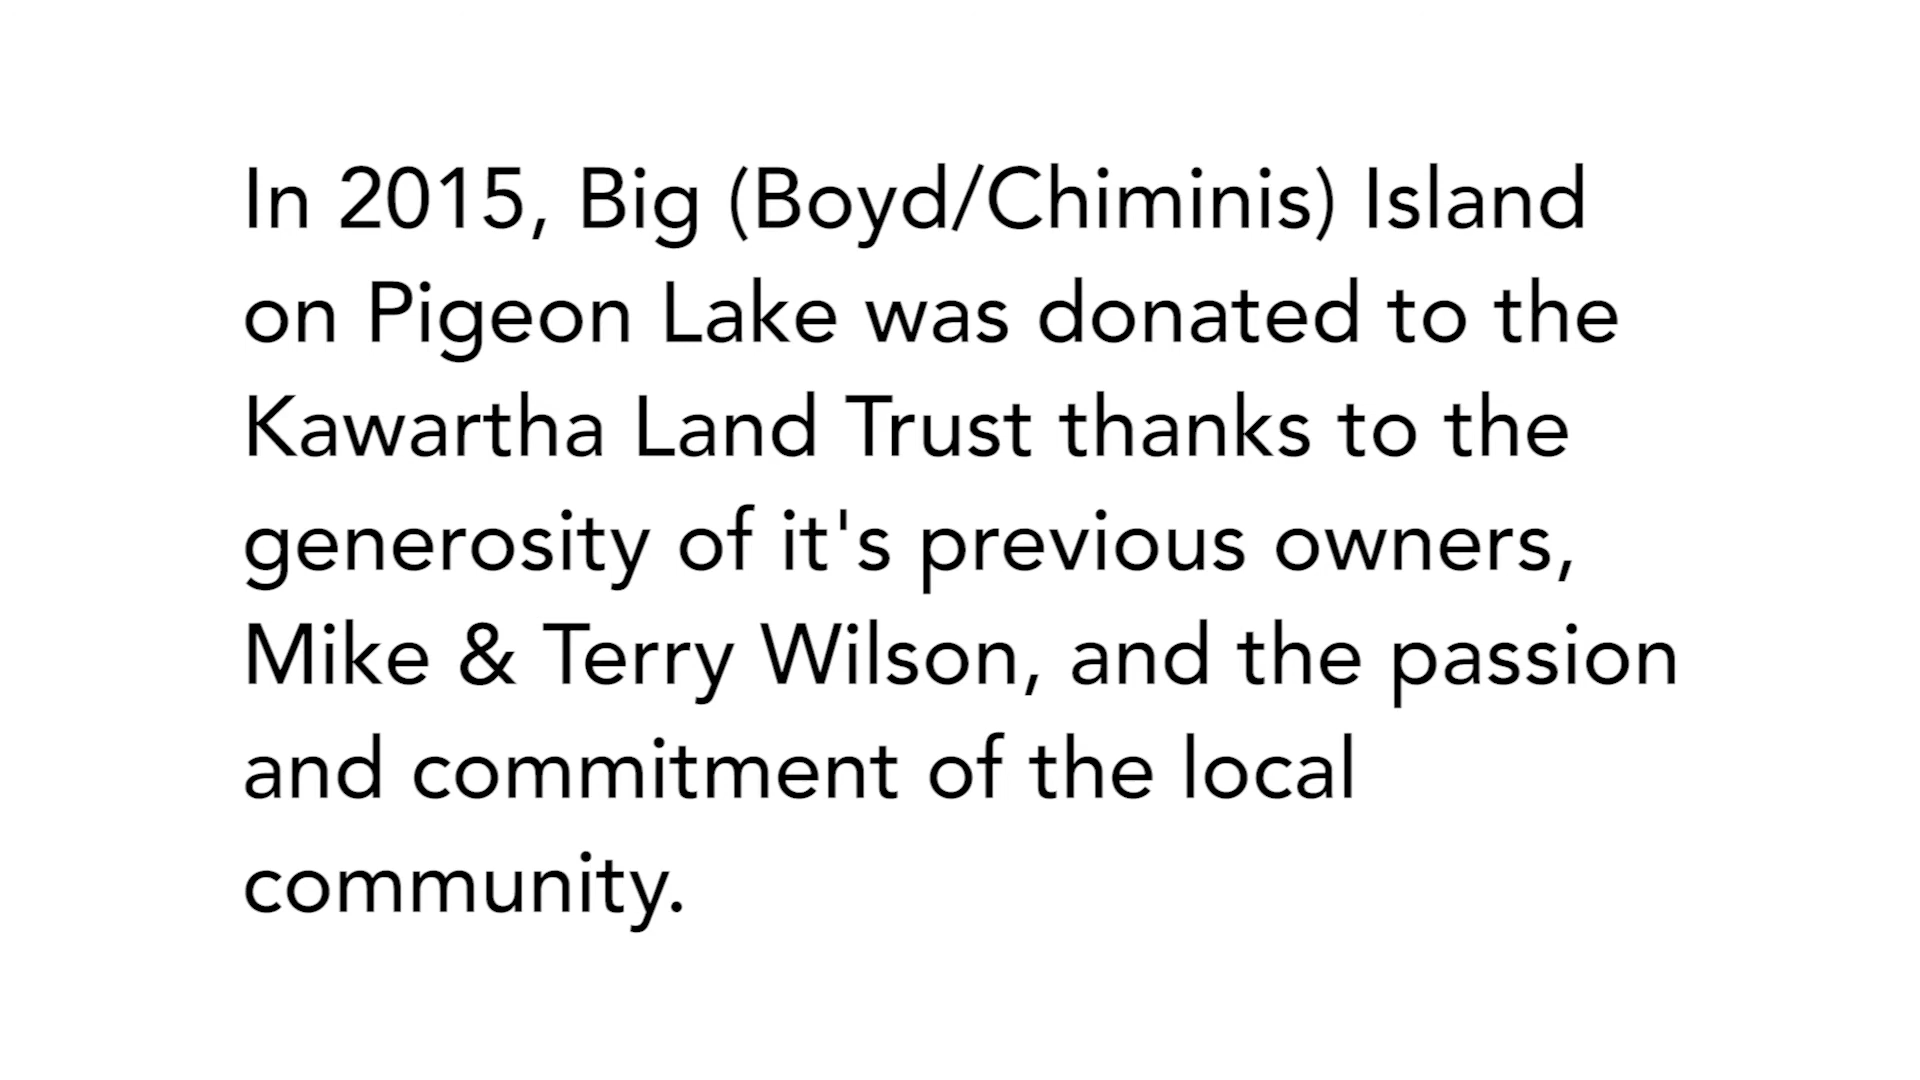 In 2015, Big (Boyd/Chiminis) Island
on Pigeon Lake was donated to the
Kawartha Land Trust thanks to the
generosity of it's previous owners,
Mike & Terry Wilson, and the passion
and commitment of the local
community.